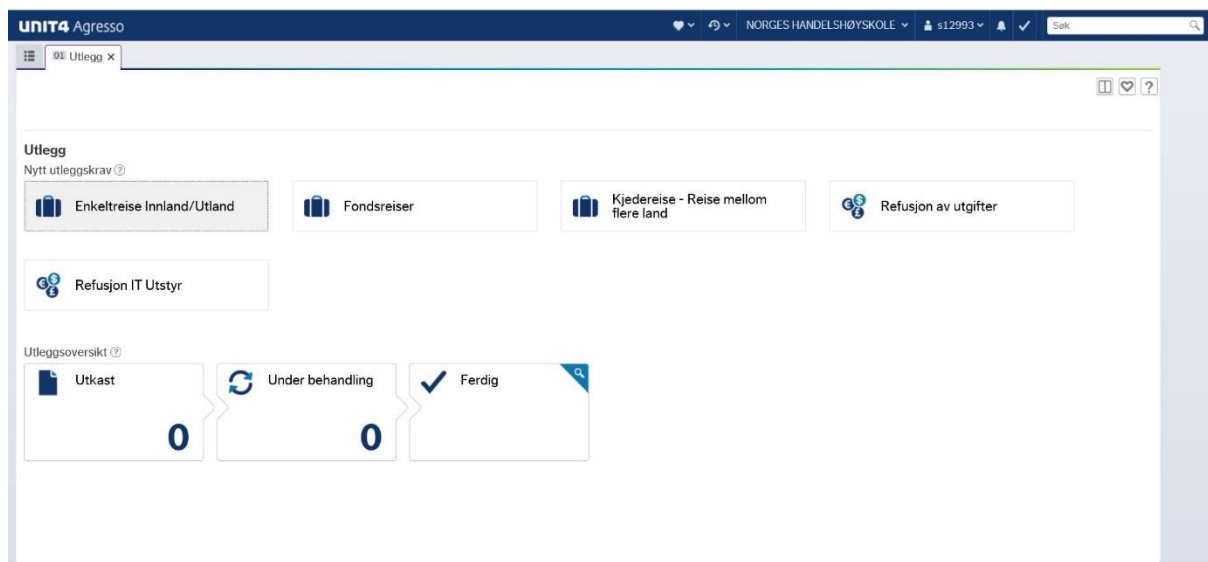 UNIT4 Agresso
NORGES HANDELSHØYSKOLE
s12993
Søk
01 Utlegg
?
Utlegg
Nytt utleggskrav ?
Enkeltreise Innland/Utland
Fondsreiser
Kjedereise - Reise mellom
flere land
Refusjon av utgifter
Refusjon IT Utstyr
Utleggsoversikt ?
Utkast
0
Under behandling
0
Ferdig